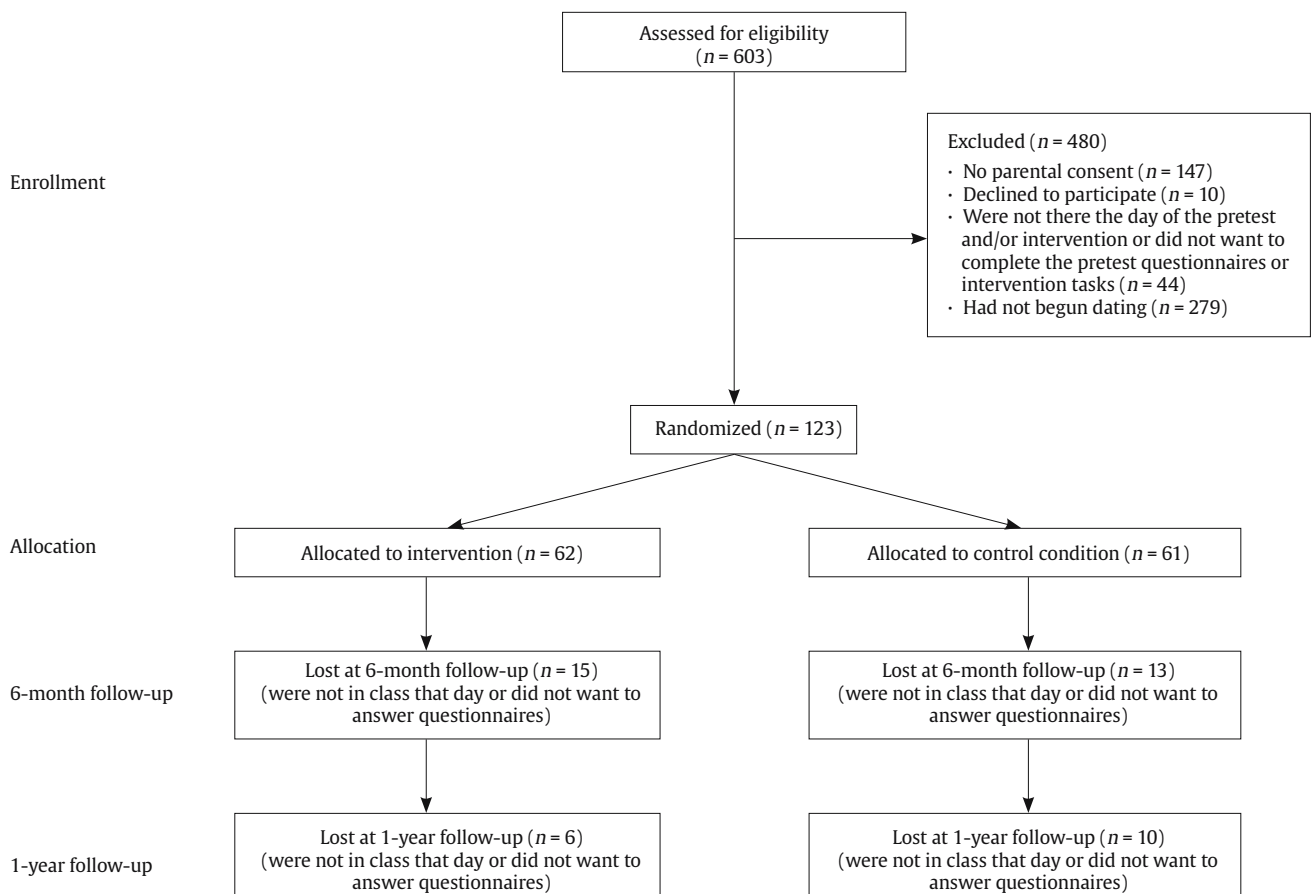 Assessed for eligibility
(n = 603)
Enrollment
Excluded (n = 480)
· No parental consent (n = 147)
· Declined to participate (n = 10)
· Were not there the day of the pretest
and/or intervention or did not want to
complete the pretest questionnaires or
intervention tasks (n = 44)
· Had not begun dating (n = 279)
Randomized (n = 123)
Allocation
Allocated to intervention (n = 62)
Allocated to control condition (n = 61)
6-month follow-up
Lost at 6-month follow-up (n = 15)
(were not in class that day or did not want to
answer questionnaires)
Lost at 6-month follow-up (n = 13)
(were not in class that day or did not want to
answer questionnaires)
1-year follow-up
Lost at 1-year follow-up (n = 6)
(were not in class that day or did not want to
answer questionnaires)
Lost at 1-year follow-up (n = 10)
(were not in class that day or did not want to
answer questionnaires)